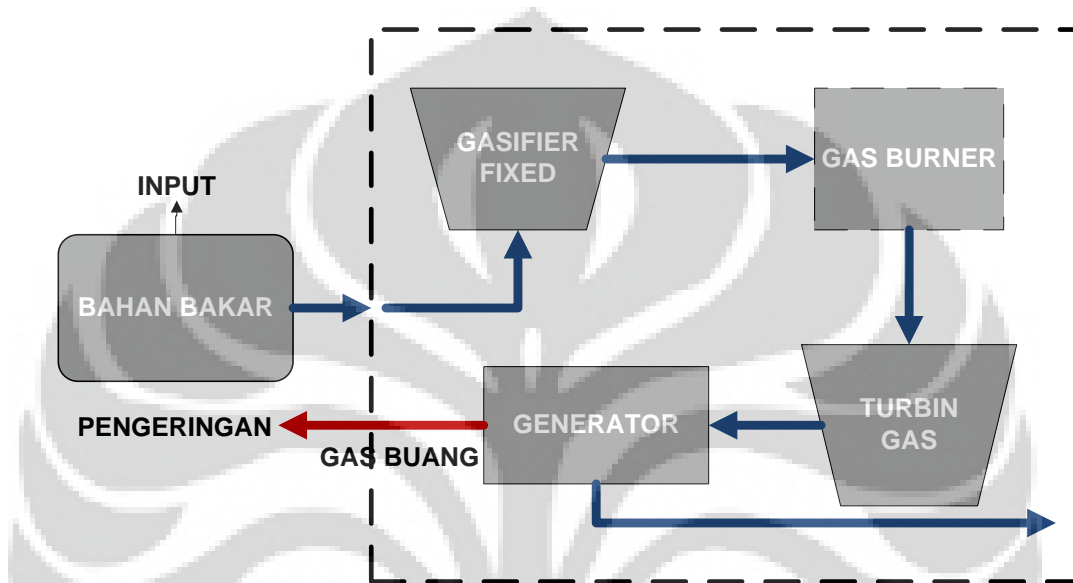 GASIFIER
FIXED
GAS BURNER
INPUT
BAHAN BAKAR
TURBIN
GAS
GENERATOR
PENGERINGAN
GAS BUANG